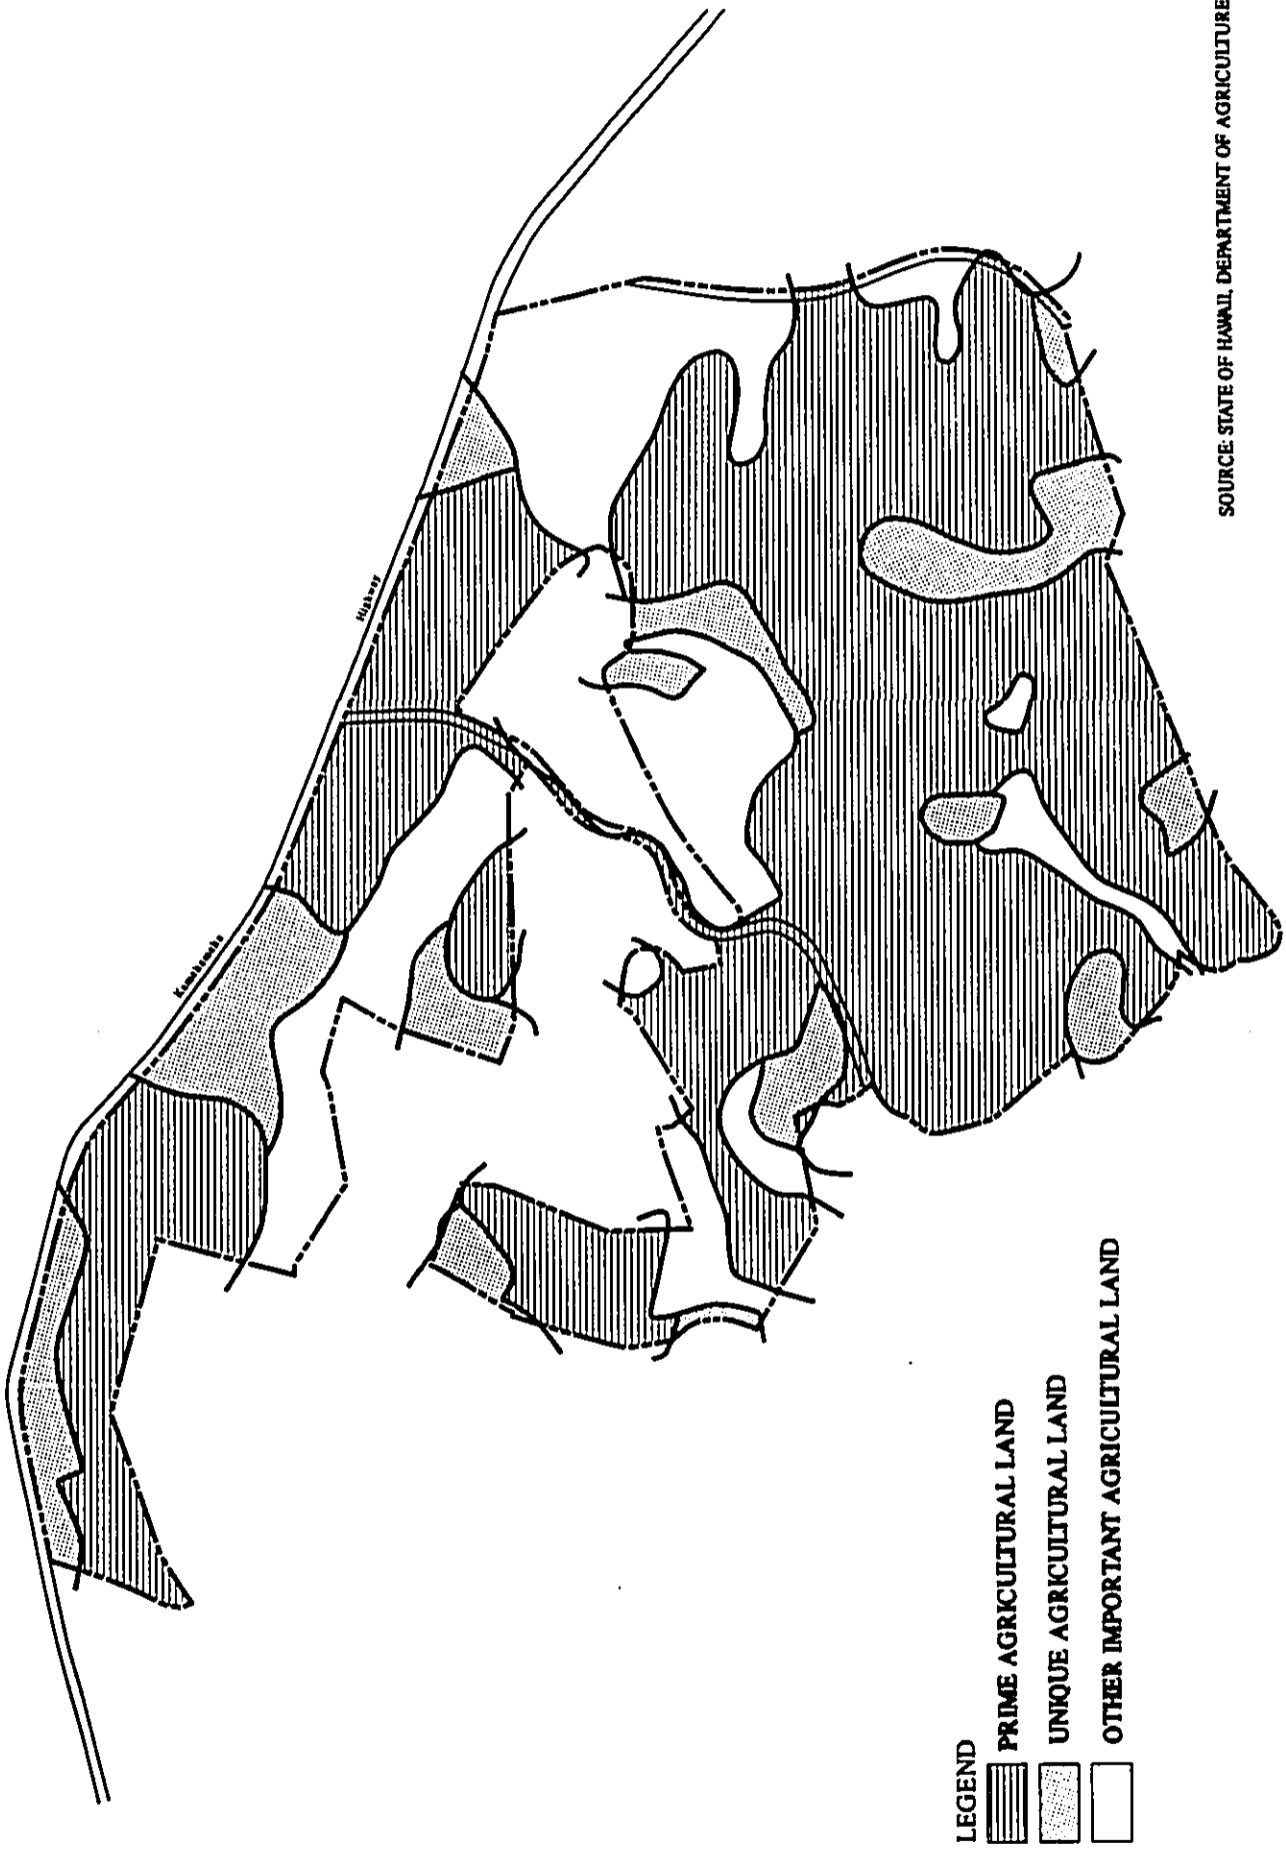 Kamehameha
Highway
LEGEND
PRIME AGRICULTURAL LAND
UNIQUE AGRICULTURAL LAND
OTHER IMPORTANT AGRICULTURAL LAND
SOURCE: STATE OF HAWAII, DEPARTMENT OF AGRICULTURE